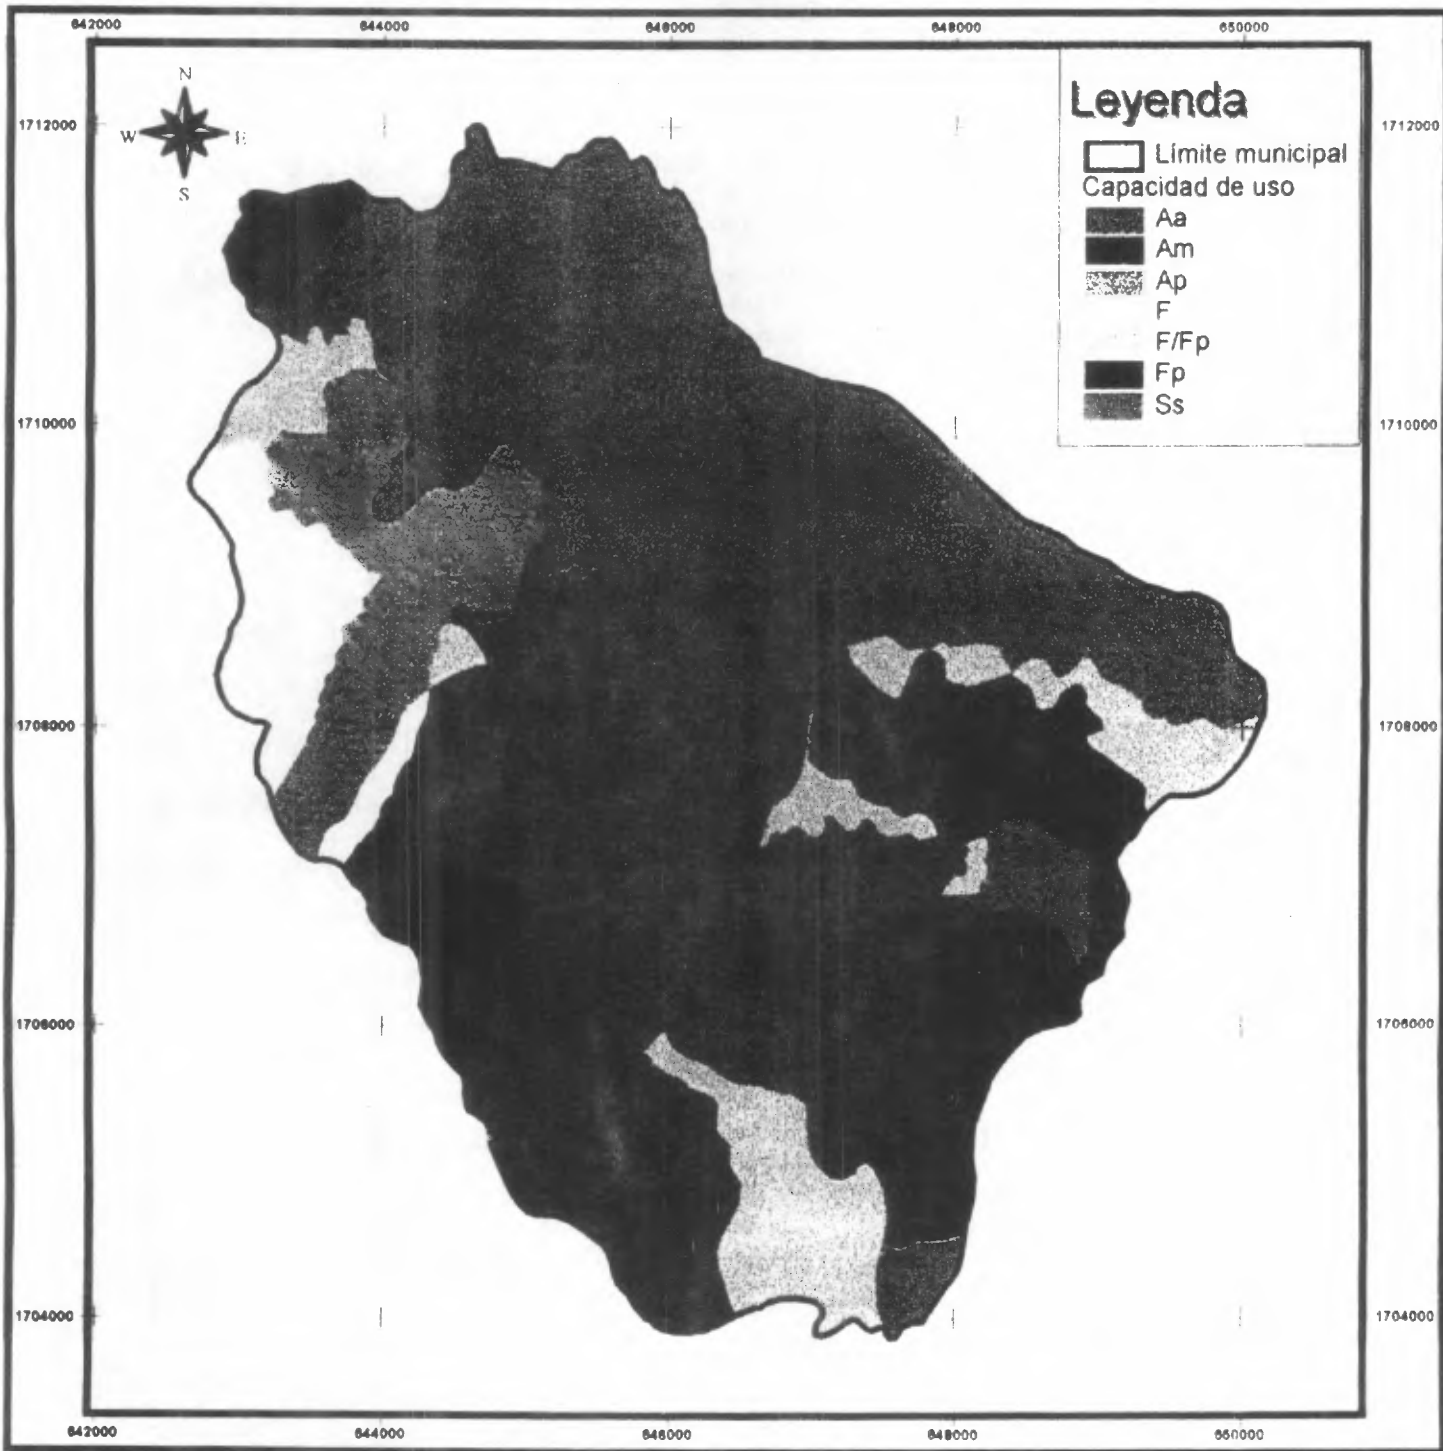 642000 644000 646000 648000 650000
N
W E
S
1712000 1712000
Leyenda
Límite municipal
Capacidad de uso
Aa
Am
Ap
F
F/Fp
Fp
Ss
1710000 1710000
1708000 1708000
1706000 1706000
1704000 1704000
642000 644000 646000 648000 650000